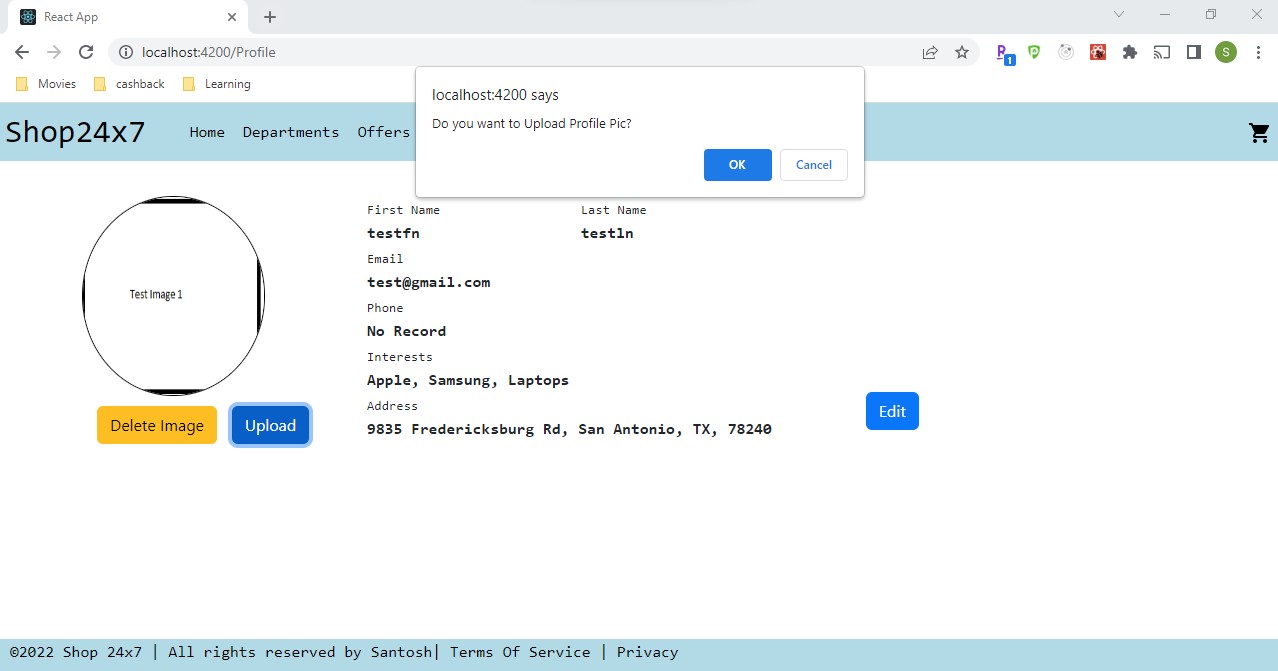 React App
localhost:4200/Profile
1
S
Movies
cashback
Learning
localhost:4200 says
Do you want to Upload Profile Pic?
OK
Cancel
Shop24x7
Home
Departments
Offers
Test Image 1
Delete Image
Upload
First Name
Last Name
testfn
testln
Email
test@gmail.com
Phone
No Record
Interests
Apple, Samsung, Laptops
Address
9835 Fredericksburg Rd, San Antonio, TX, 78240
Edit
©2022 Shop 24x7 | All rights reserved by Santosh| Terms Of Service | Privacy